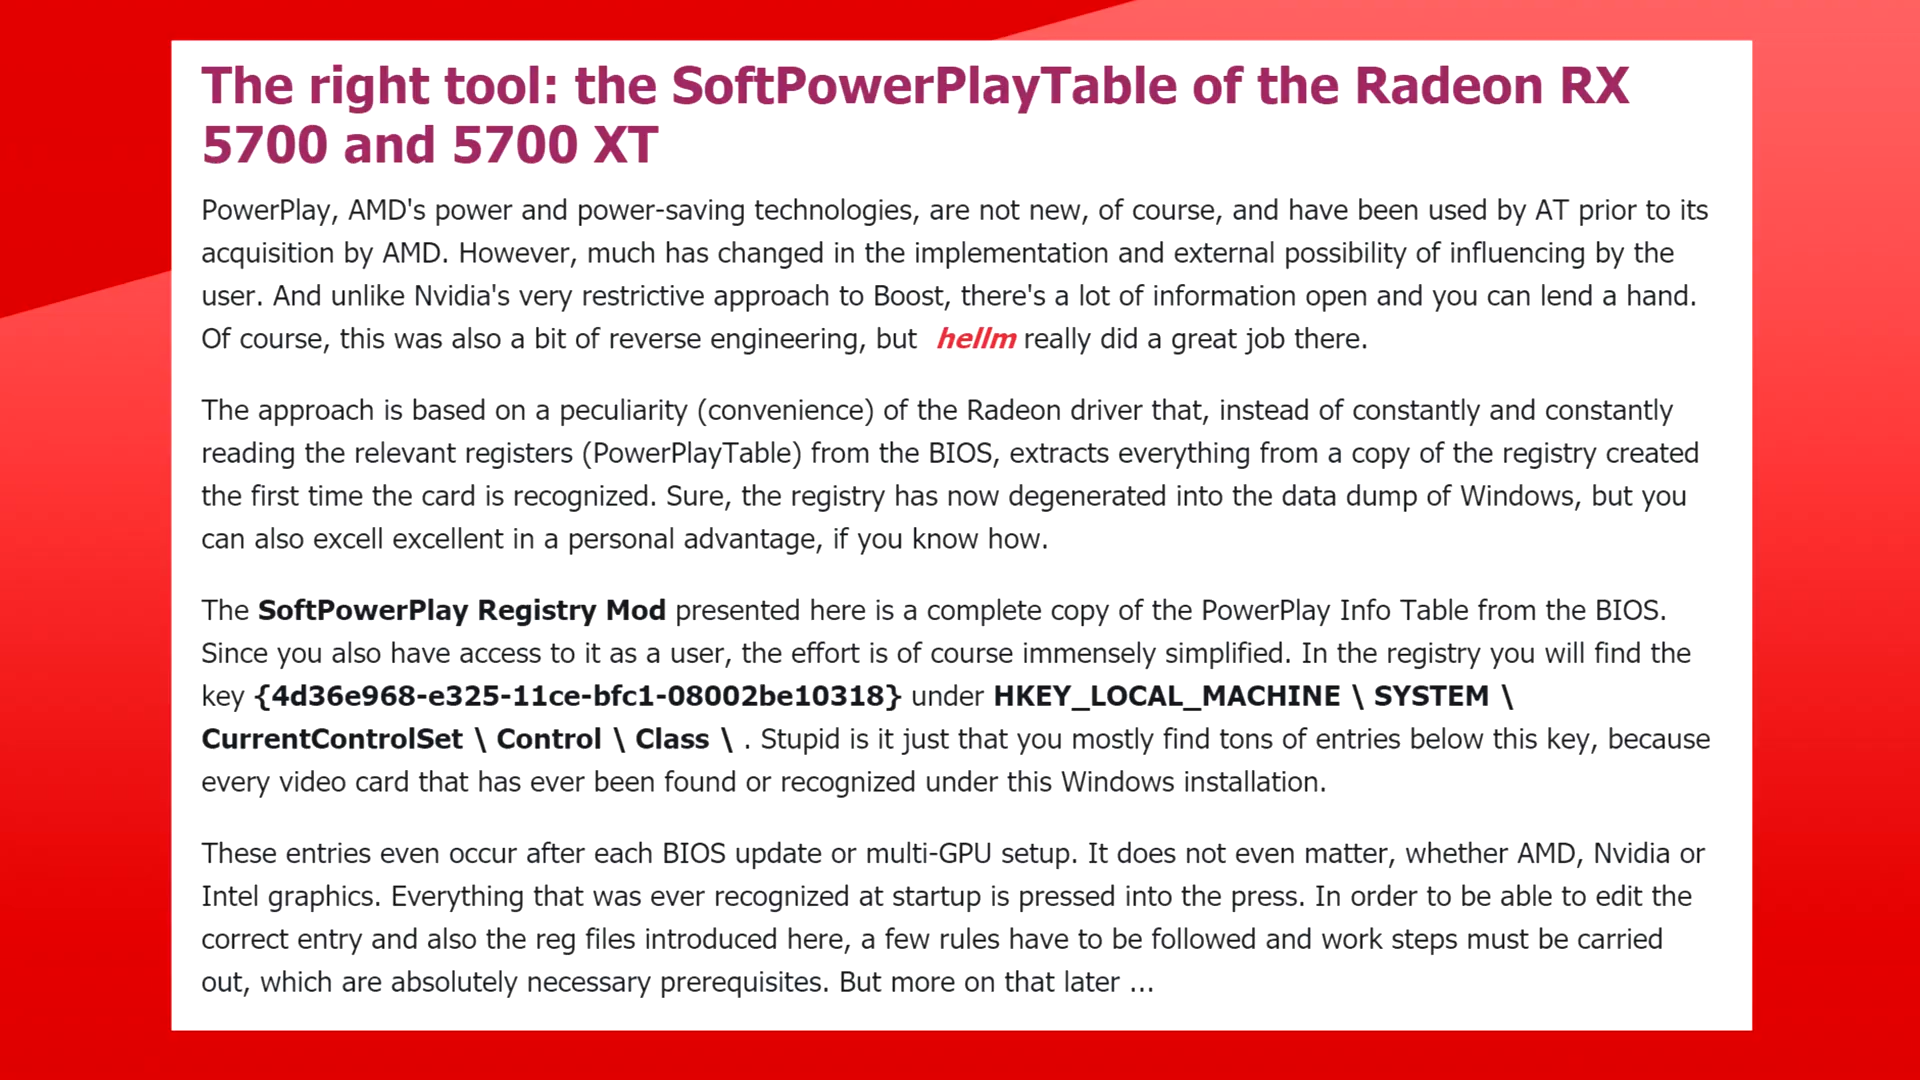 The right tool: the SoftPowerPlayTable of the Radeon RX
5700 and 5700 XT
PowerPlay, AMD's power and power-saving technologies, are not new, of course, and have been used by AT prior to its
acquisition by AMD. However, much has changed in the implementation and external possibility of influencing by the
user. And unlike Nvidia's very restrictive approach to Boost, there's a lot of information open and you can lend a hand.
Of course, this was also a bit of reverse engineering, but hellm really did a great job there.
The approach is based on a peculiarity (convenience) of the Radeon driver that, instead of constantly and constantly
reading the relevant registers (PowerPlayTable) from the BIOS, extracts everything from a copy of the registry created
the first time the card is recognized. Sure, the registry has now degenerated into the data dump of Windows, but you
can also excell excellent in a personal advantage, if you know how.
The SoftPowerPlay Registry Mod presented here is a complete copy of the PowerPlay Info Table from the BIOS.
Since you also have access to it as a user, the effort is of course immensely simplified. In the registry you will find the
key {4d36e968-e325-11ce-bfc1-08002be10318} under HKEY_LOCAL_MACHINE \ SYSTEM \
CurrentControlSet \ Control \ Class \ . Stupid is it just that you mostly find tons of entries below this key, because
every video card that has ever been found or recognized under this Windows installation.
These entries even occur after each BIOS update or multi-GPU setup. It does not even matter, whether AMD, Nvidia or
Intel graphics. Everything that was ever recognized at startup is pressed into the press. In order to be able to edit the
correct entry and also the reg files introduced here, a few rules have to be followed and work steps must be carried
out, which are absolutely necessary prerequisites. But more on that later ...